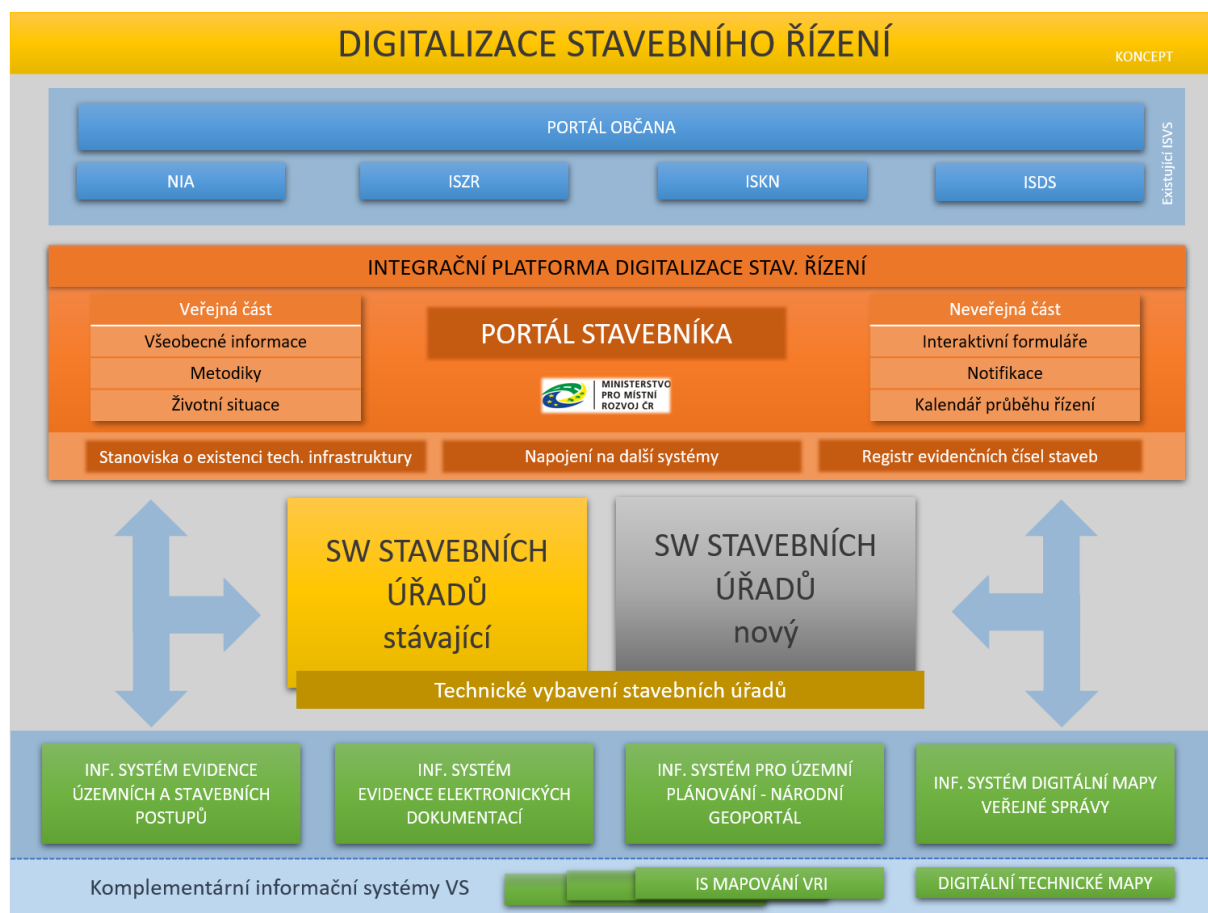 DIGITALIZACE STAVEBNÍHO ŘÍZENÍ
KONCEPT
PORTÁL OBČANA
NIA
ISZR
ISKN
ISDS
Existující ISVS
INTEGRAČNÍ PLATFORMA DIGITALIZACE STAV. ŘÍZENÍ
Veřejná část
Všeobecné informace
Metodiky
Životní situace
PORTÁL STAVEBNÍKA
MINISTERSTVO
PRO MÍSTNÍ
ROZVOJ ČR
Neveřejná část
Interaktivní formuláře
Notifikace
Kalendář průběhu řízení
Stanoviska o existenci tech. infrastruktury
Napojení na další systémy
Registr evidenčních čísel staveb
SW STAVEBNÍCH
ÚŘADŮ
stávající
SW STAVEBNÍCH
ÚŘADŮ
nový
Technické vybavení stavebních úřadů
INF. SYSTÉM EVIDENCE
ÚZEMNÍCH A STAVEBNÍCH
POSTUPŮ
INF. SYSTÉM
EVIDENCE ELEKTRONICKÝCH
DOKUMENTACÍ
INF. SYSTÉM PRO ÚZEMNÍ
PLÁNOVÁNÍ - NÁRODNÍ
GEOPORTÁL
INF. SYSTÉM DIGITÁLNÍ MAPY
VEŘEJNÉ SPRÁVY
Komplementární informační systémy VS
IS MAPOVÁNÍ VRI
DIGITÁLNÍ TECHNICKÉ MAPY